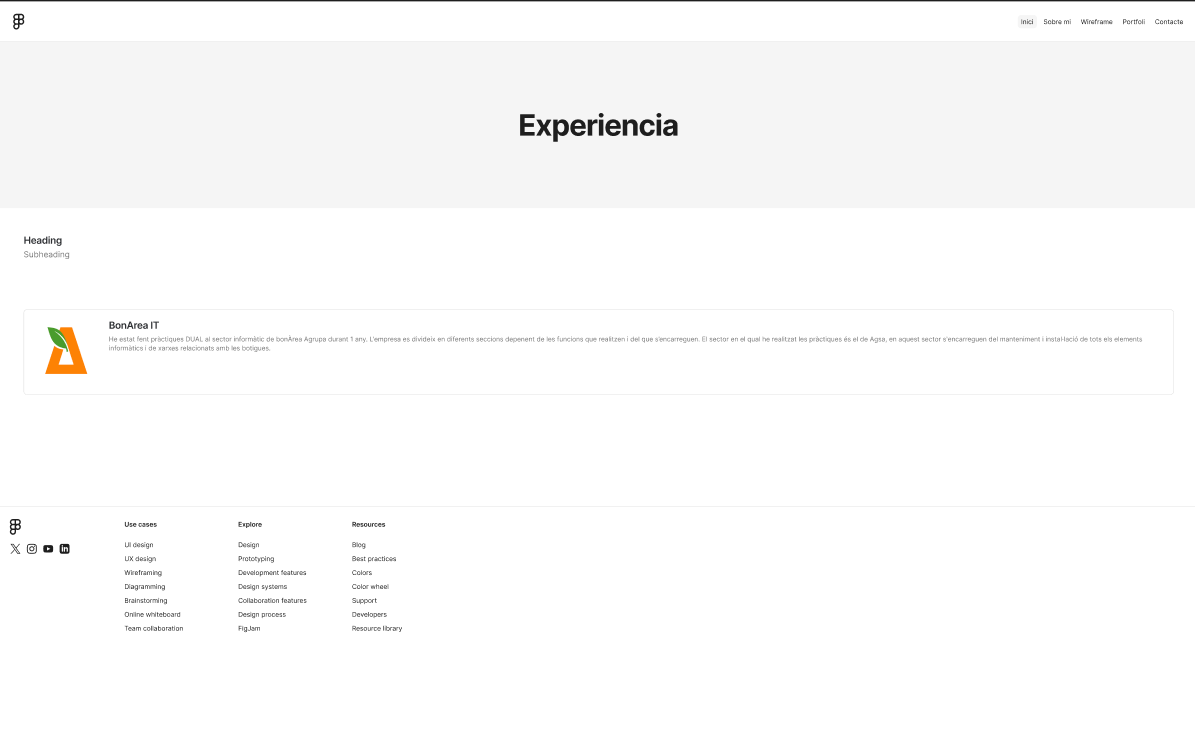 Inici Sobre mi Wireframe Portfoli Contacte
Experiencia
Heading
Subheading
BonArea IT
He estat fent pràctiques DUAL al sector informàtic de bonÀrea Agrupa durant 1 any. L'empresa es divideix en diferents seccions depenent de les funcions que realitzen i del que s'encarreguen. El sector en el qual he realitzat les pràctiques és el de Agsa, en aquest sector s'encarreguen del manteniment i instal·lació de tots els elements
informàtics i de xarxes relacionats amb les botigues.
Use cases
UI design
UX design
Wireframing
Diagramming
Brainstorming
Online whiteboard
Team collaboration
Explore
Design
Prototyping
Development features
Design systems
Collaboration features
Design process
FigJam
Resources
Blog
Best practices
Colors
Color wheel
Support
Developers
Resource library